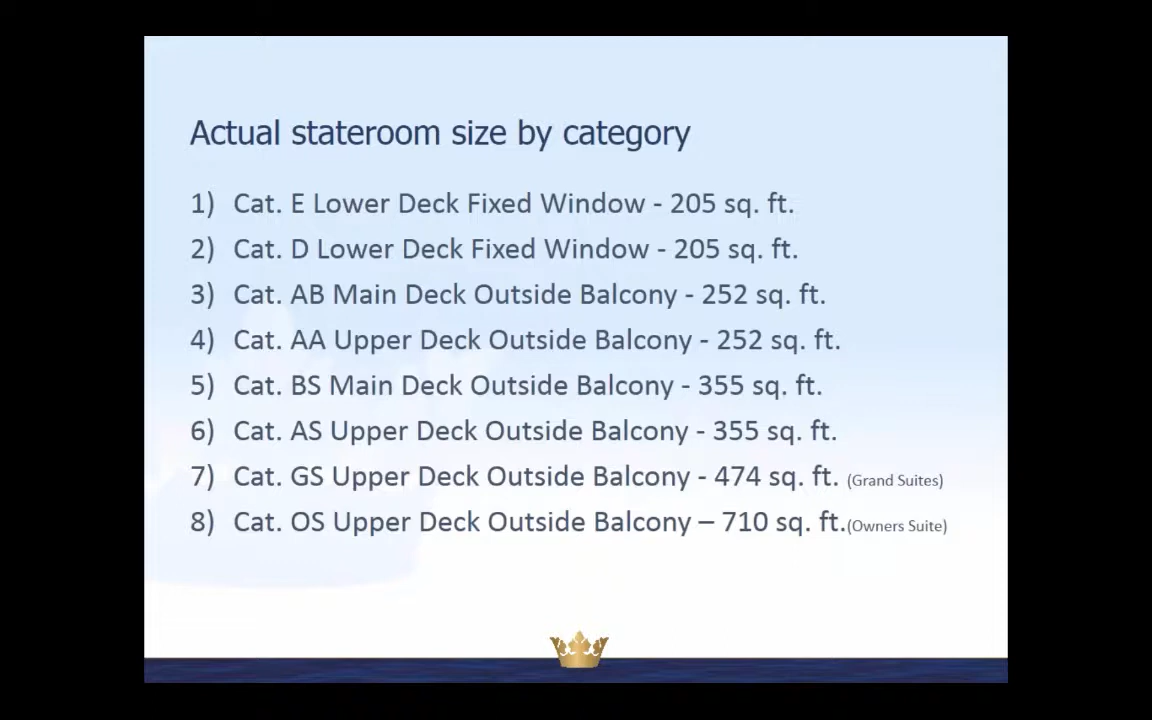 Actual stateroom size by category
1) Cat. E Lower Deck Fixed Window - 205 sq. ft.
2) Cat. D Lower Deck Fixed Window - 205 sq. ft.
3) Cat. AB Main Deck Outside Balcony - 252 sq. ft.
4) Cat. AA Upper Deck Outside Balcony - 252 sq. ft.
5) Cat. BS Main Deck Outside Balcony - 355 sq. ft.
6) Cat. AS Upper Deck Outside Balcony - 355 sq. ft.
7) Cat. GS Upper Deck Outside Balcony - 474 sq. ft. (Grand Suites)
8) Cat. OS Upper Deck Outside Balcony – 710 sq. ft.(Owners Suite)